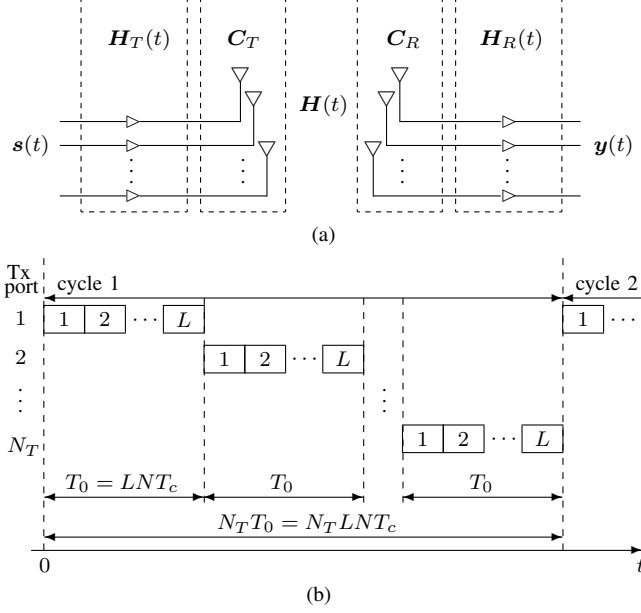 H_T(t) C_T C_R H_R(t)
H(t)
s(t) y(t)
⋮ ⋮ ⋮ ⋮
(a)
Tx
port cycle 1 cycle 2
1 1 2 ⋯ L 1 ⋯
2 1 2 ⋯ L
⋮ ⋮
N_T 1 2 ⋯ L
T_0 = LNT_c T_0 T_0
N_T T_0 = N_T LNT_c
0 t
(b)